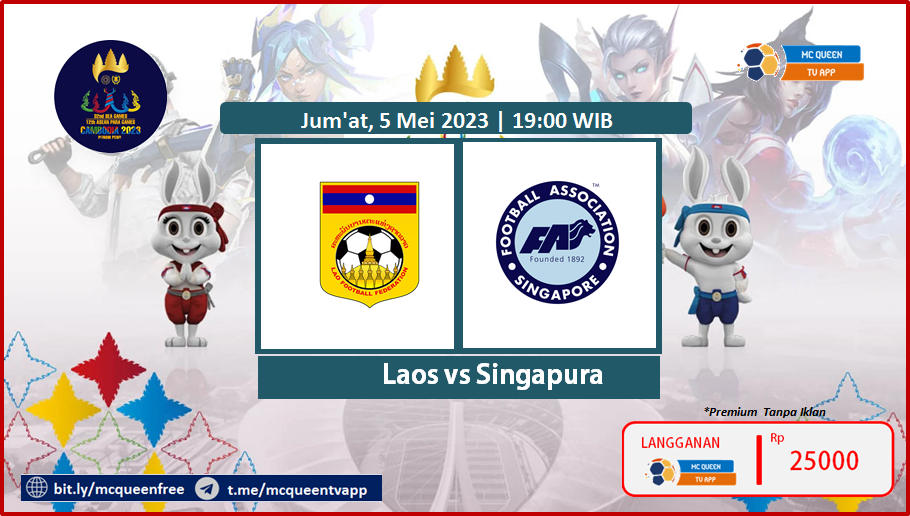 32nd SEA GAMES
12th ASEAN PARA GAMES
CAMBODIA 2023
MC QUEEN
TV APP
Jum'at, 5 Mei 2023 | 19:00 WIB
LAO FOOTBALL FEDERATION
FOOTBALL ASSOCIATION
TM
FAS
Founded 1892
• SINGAPORE •
Laos vs Singapura
*Premium Tanpa Iklan
LANGGANAN
Rp
MC QUEEN
TV APP
25000
bit.ly/mcqueenfree
t.me/mcqueentvapp